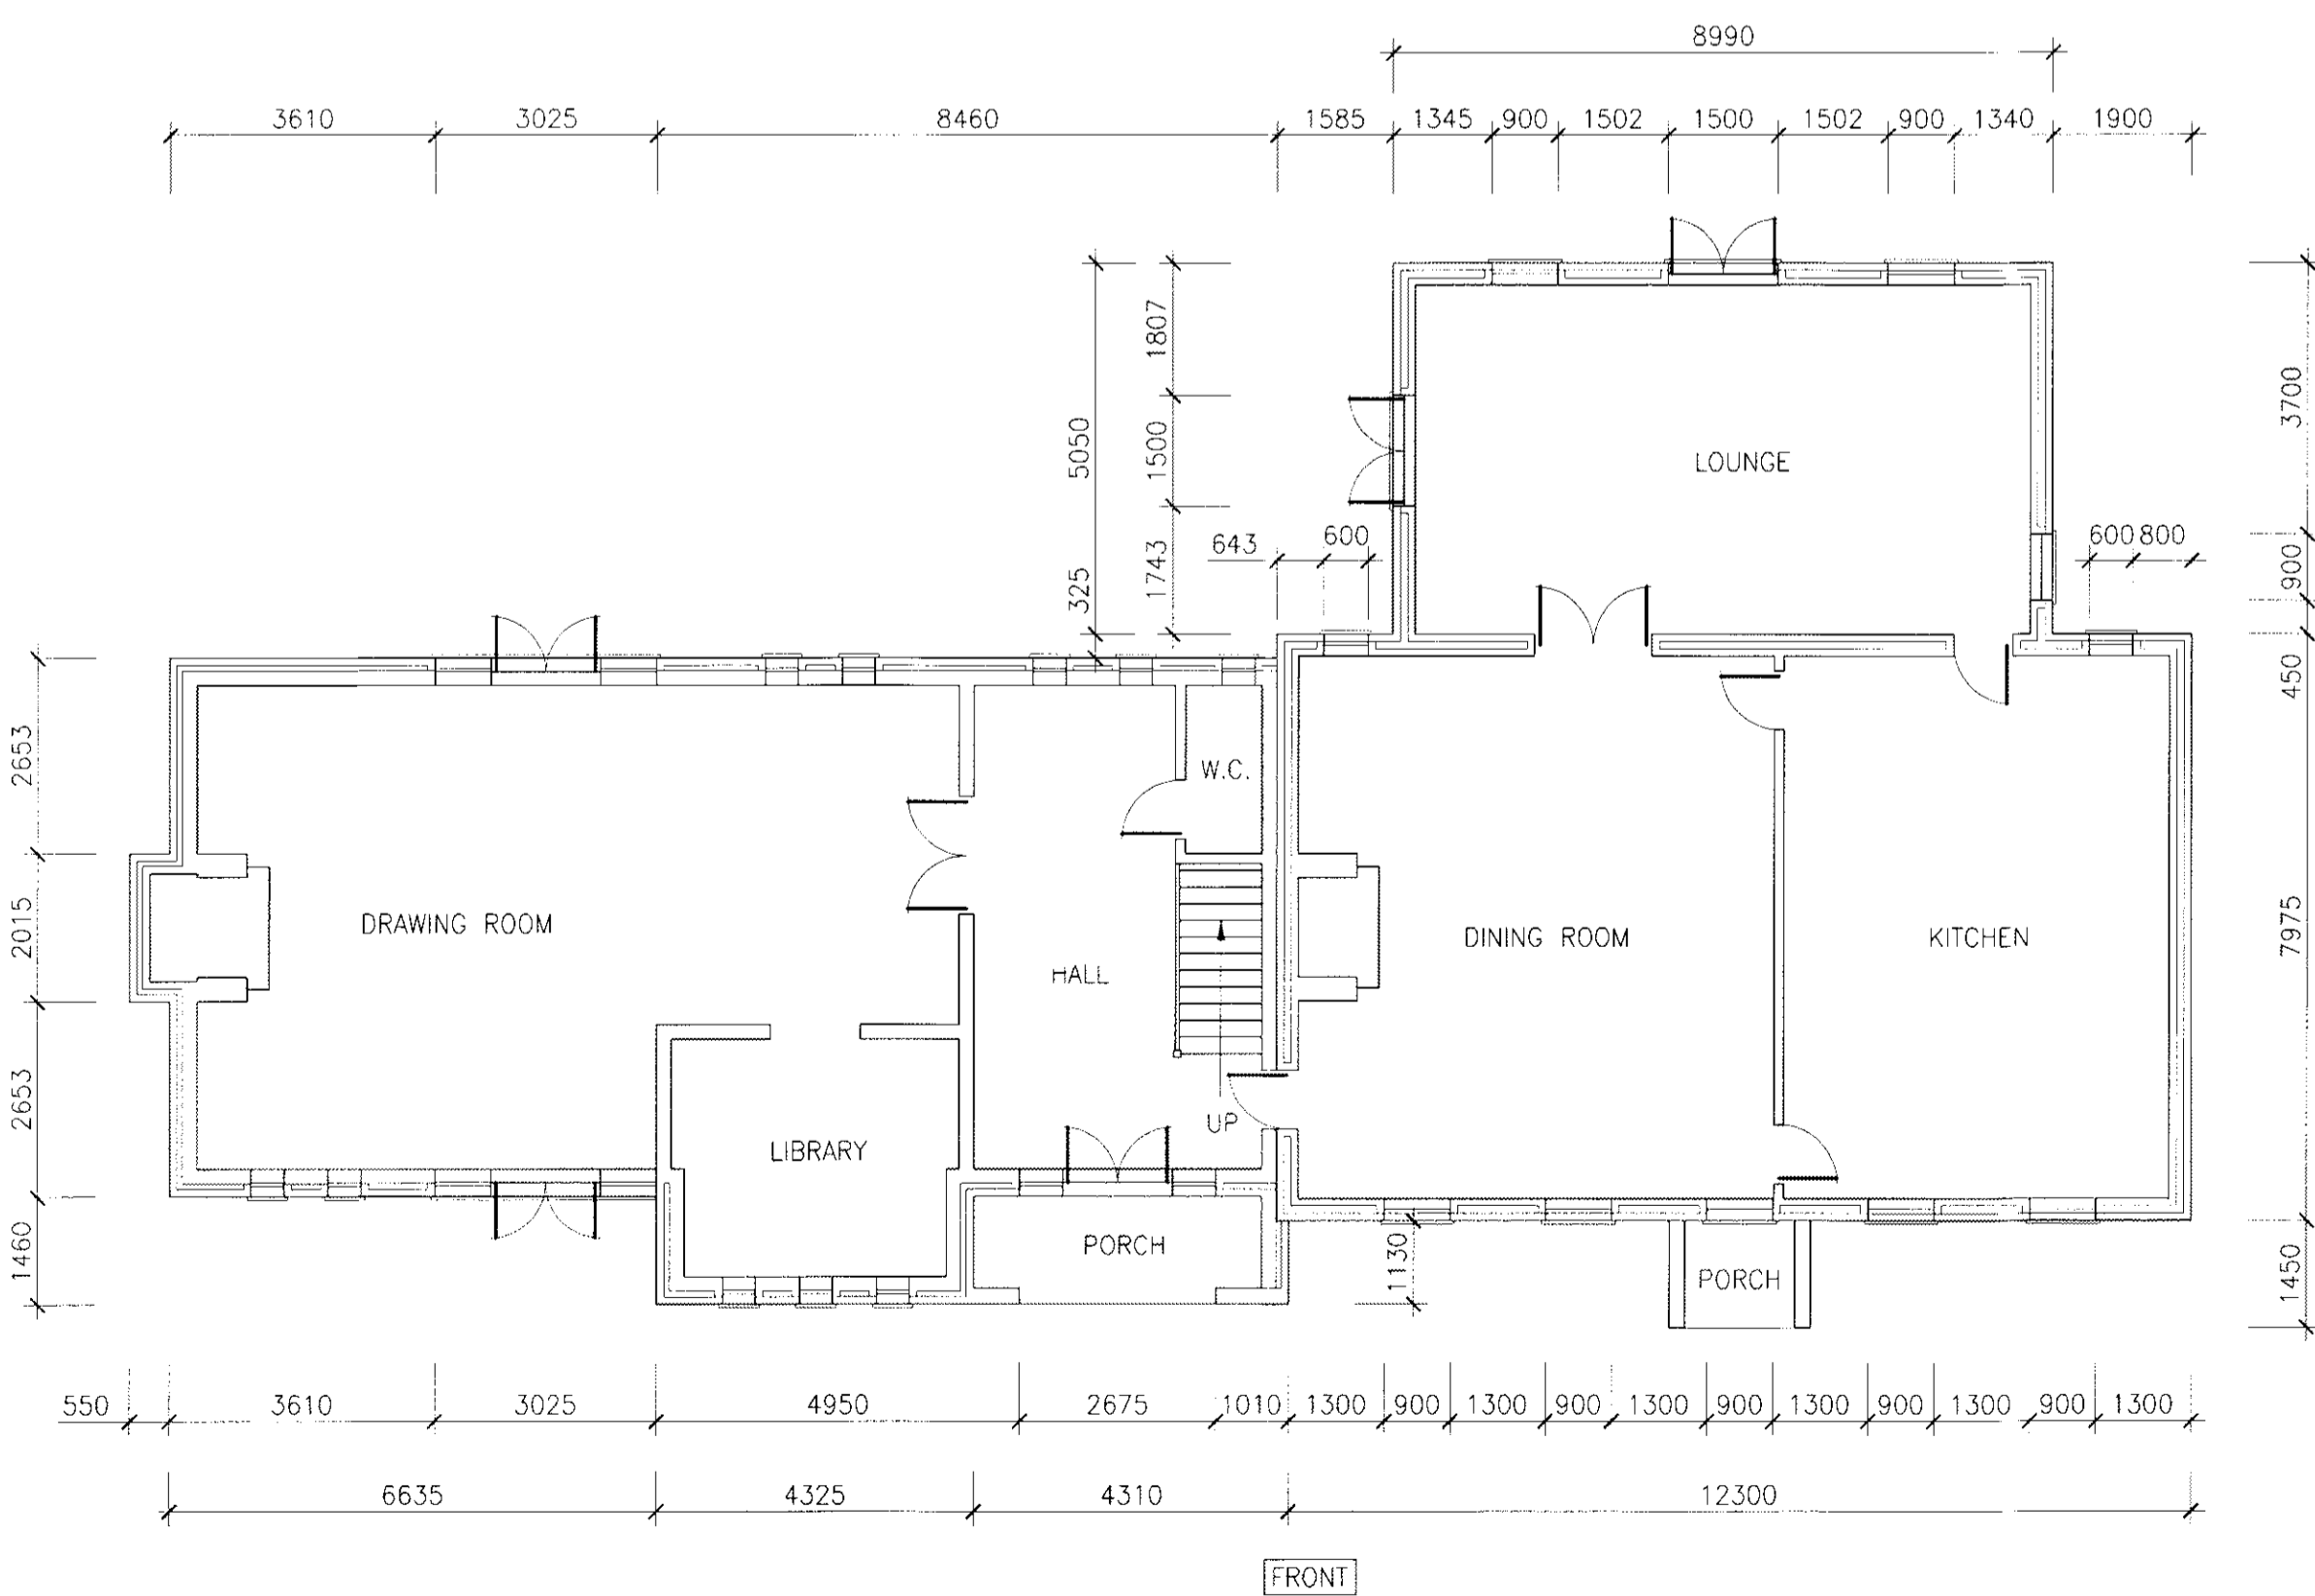 8990
3610 3025 8460 1585 1345 900 1502 1500 1502 900 1340 1900
1807
3700
5050
1500
LOUNGE
643 600 600 800
325
1743
900
450
2653
W.C.
2015
DRAWING ROOM
HALL
DINING ROOM
KITCHEN
7975
2653
UP
LIBRARY
1460
PORCH
1130
PORCH
1450
550 3610 3025 4950 2675 1010 1300 900 1300 900 1300 900 1300 900 1300 900 1300
6635 4325 4310 12300
FRONT